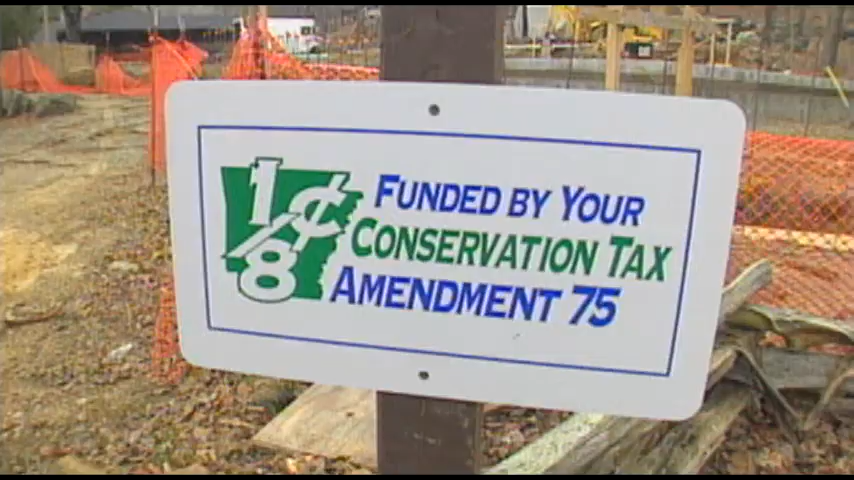 1/8¢
FUNDED BY YOUR
CONSERVATION TAX
AMENDMENT 75